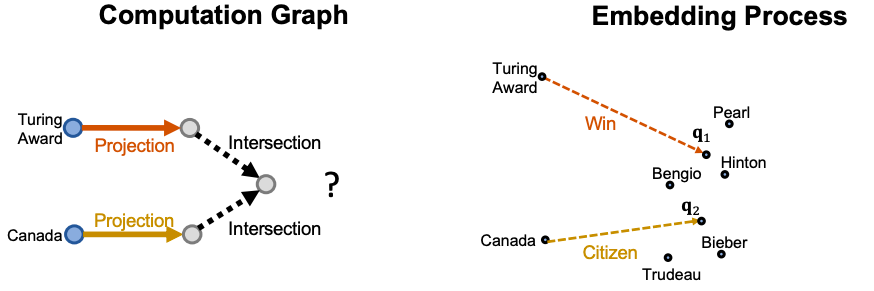 Computation Graph
Turing
Award
Projection
Intersection
?
Projection
Canada
Intersection
Embedding Process
Turing
Award
Win
Pearl
q1
Hinton
Bengio
q2
Canada
Citizen
Bieber
Trudeau